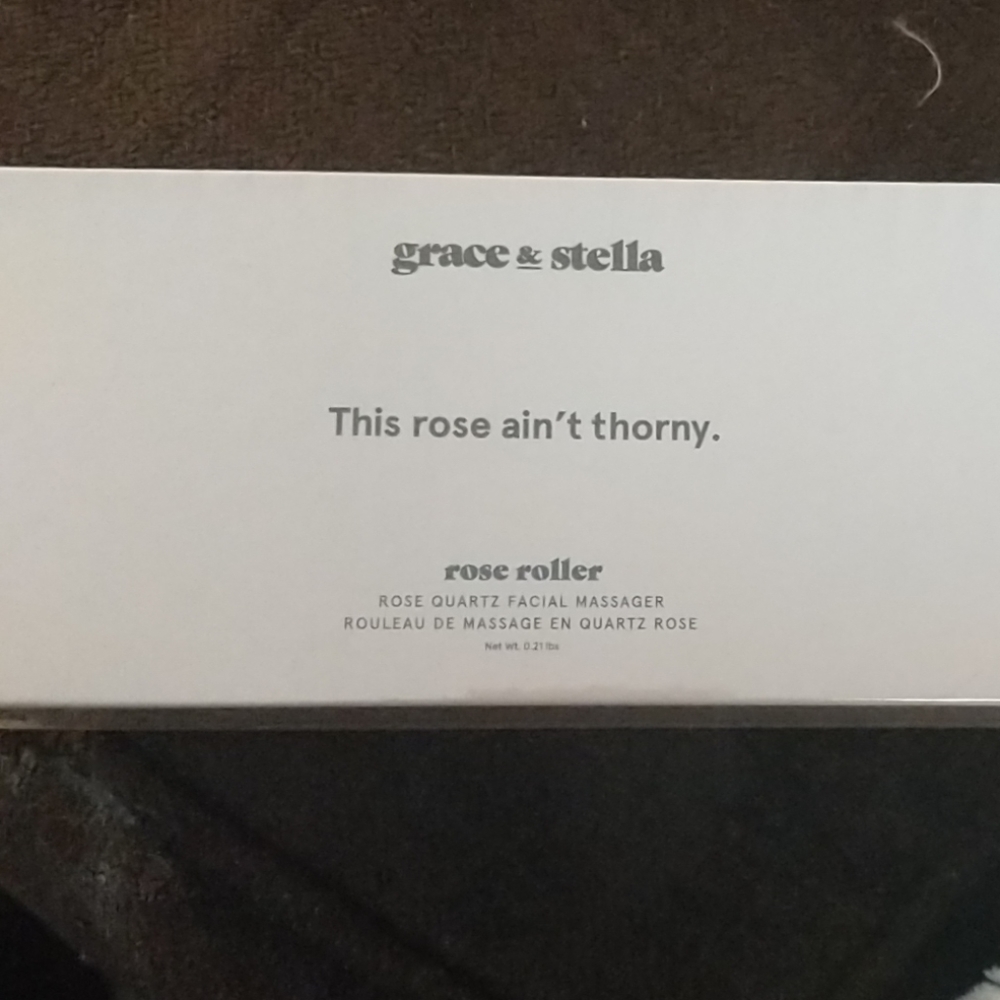 grace & stella
This rose ain't thorny.
rose roller
ROSE QUARTZ FACIAL MASSAGER
ROULEAU DE MASSAGE EN QUARTZ ROSE
Net Wt. 0.21 lbs